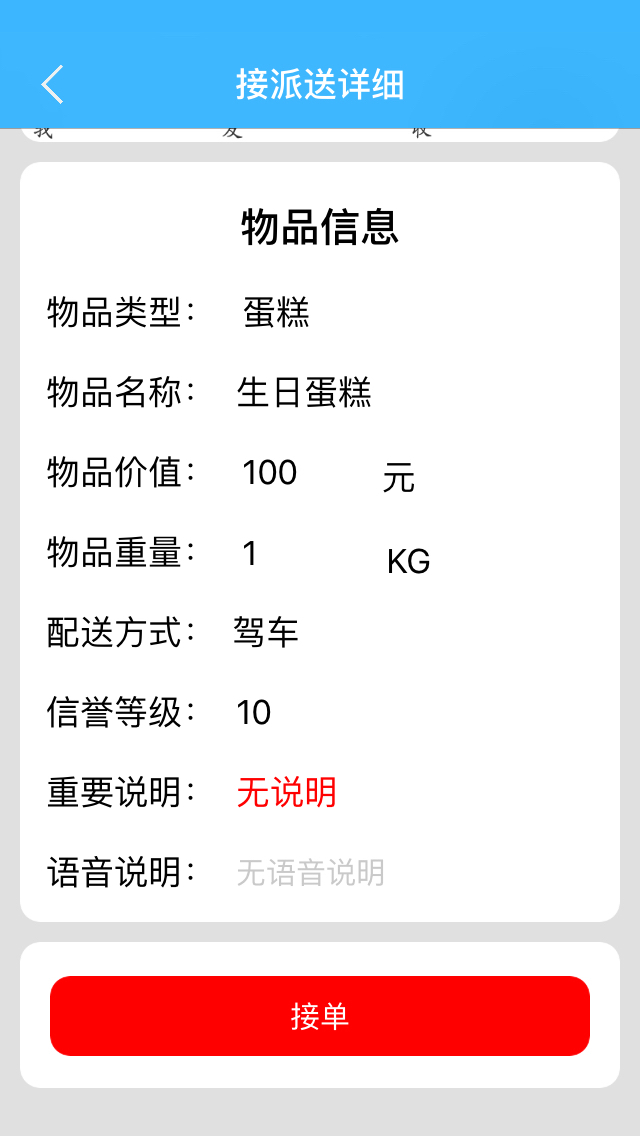 接派送详细
物品信息
物品类型： 蛋糕
物品名称： 生日蛋糕
物品价值： 100 元
物品重量： 1 KG
配送方式： 驾车
信誉等级： 10
重要说明： 无说明
语音说明： 无语音说明
接单